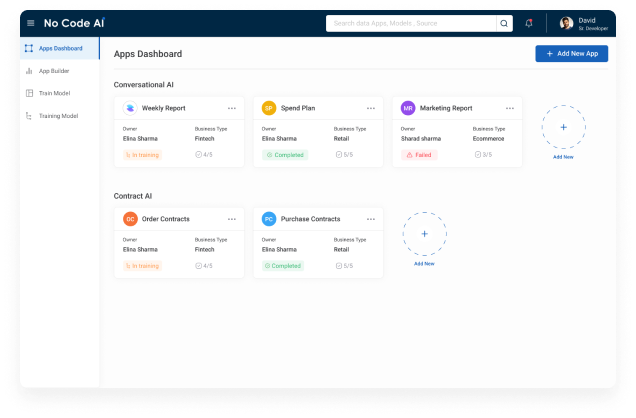 No Code AI
Search data Apps, Models , Source
David
Sr. Developer
Apps Dashboard
App Builder
Train Model
Training Model
Apps Dashboard
+ Add New App
Conversational AI
Weekly Report
Owner
Business Type
Elina Sharma
Fintech
In training
4/5
SP
Spend Plan
Owner
Business Type
Elina Sharma
Retail
Completed
5/5
MR
Marketing Report
Owner
Business Type
Sharad sharma
Ecommerce
Failed
3/5
Add New
Contract AI
OC
Order Contracts
Owner
Business Type
Elina Sharma
Fintech
In training
4/5
PC
Purchase Contracts
Owner
Business Type
Elina Sharma
Retail
Completed
5/5
Add New